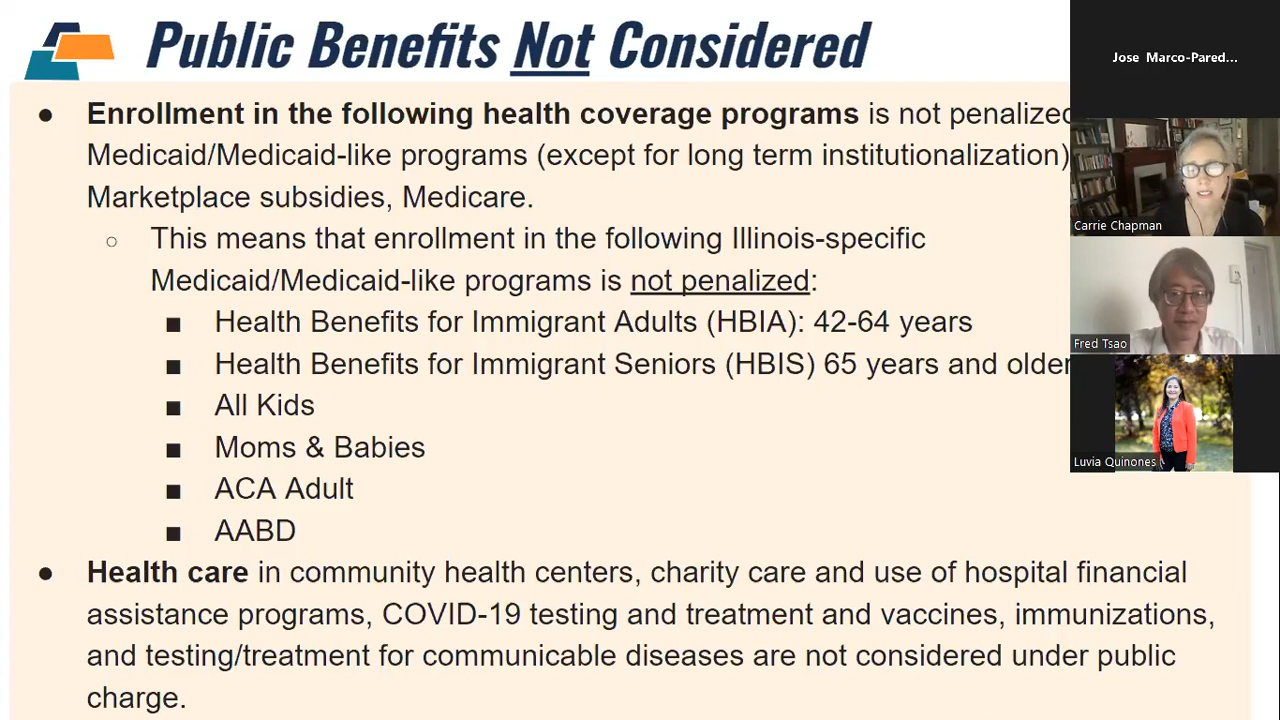 Public Benefits Not Considered
● Enrollment in the following health coverage programs is not penalized
Medicaid/Medicaid-like programs (except for long term institutionalization)
Marketplace subsidies, Medicare.
○ This means that enrollment in the following Illinois-specific
Medicaid/Medicaid-like programs is not penalized:
■ Health Benefits for Immigrant Adults (HBIA): 42-64 years
■ Health Benefits for Immigrant Seniors (HBIS) 65 years and older
■ All Kids
■ Moms & Babies
■ ACA Adult
■ AABD
● Health care in community health centers, charity care and use of hospital financial
assistance programs, COVID-19 testing and treatment and vaccines, immunizations,
and testing/treatment for communicable diseases are not considered under public
charge.
Jose Marco-Pared...
Carrie Chapman
Fred Tsao
Luvia Quinones (